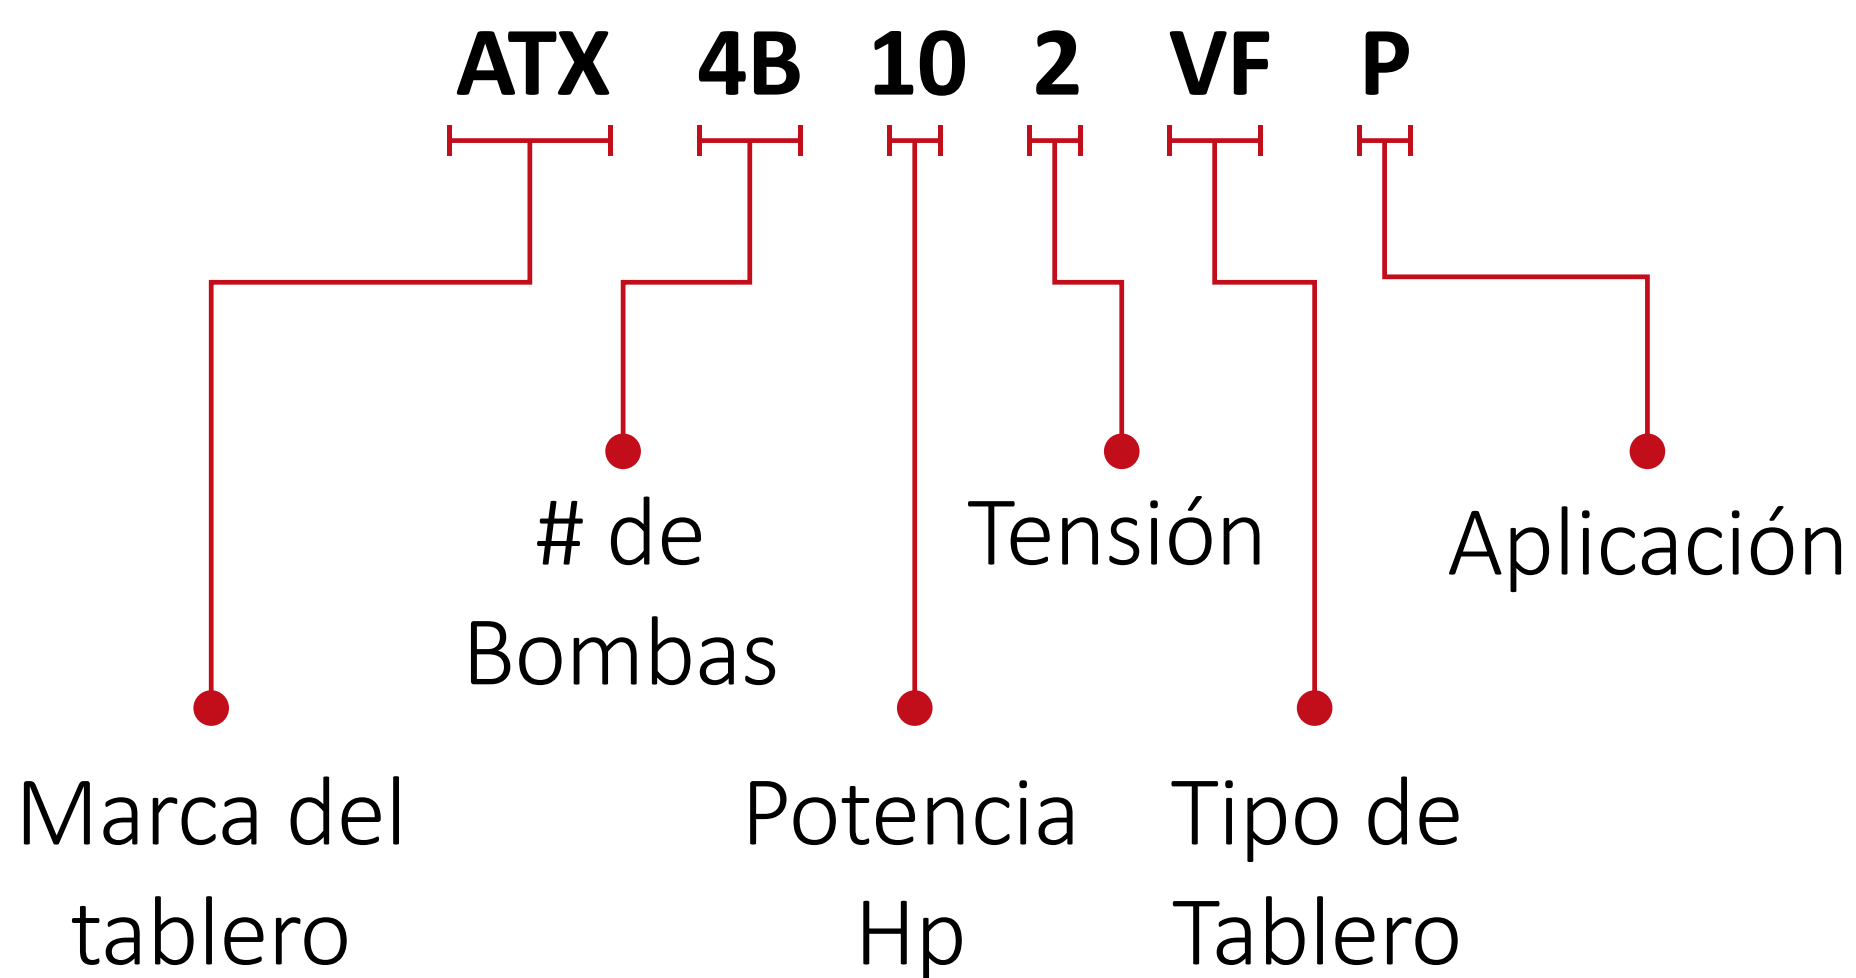 ATX 4B 10 2 VF P
# de
Bombas
Tensión
Aplicación
Marca del
tablero
Potencia
Hp
Tipo de
Tablero